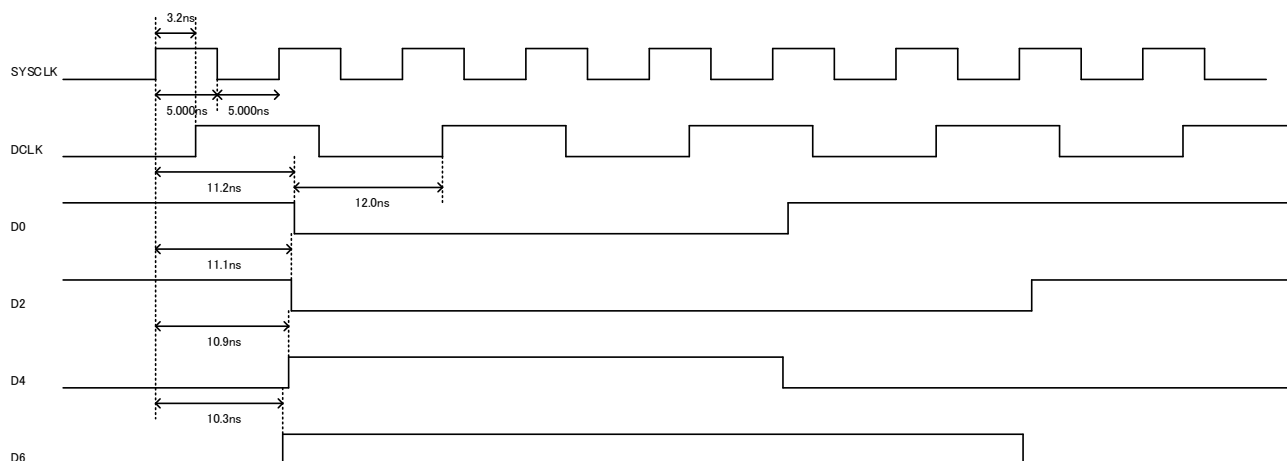 3.2ns
SYSCLK
5.000ns 5.000ns
DCLK
11.2ns 12.0ns
D0
11.1ns
D2
10.9ns
D4
10.3ns
D6